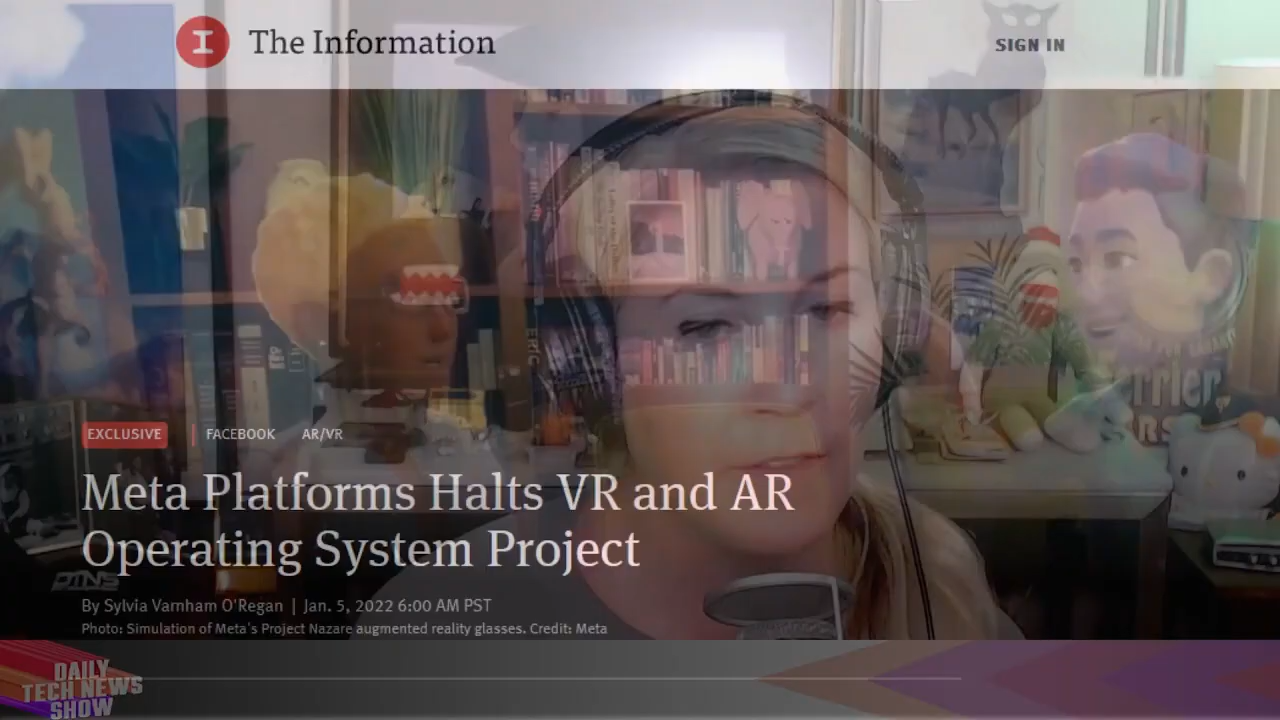 The Information
SIGN IN
EXCLUSIVE
FACEBOOK
AR/VR
Meta Platforms Halts VR and AR
Operating System Project
By Sylvia Varnham O'Regan | Jan. 5, 2022 6:00 AM PST
Photo: Simulation of Meta's Project Nazare augmented reality glasses. Credit: Meta
DTNS
DAILY
TECH NEWS
SHOW